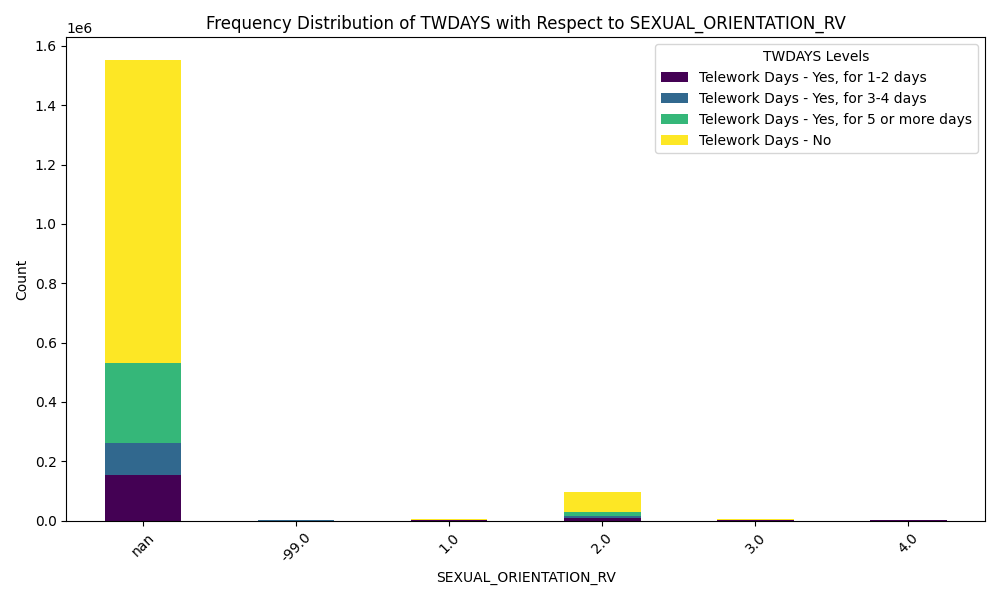 Frequency Distribution of TWDAYS with Respect to SEXUAL_ORIENTATION_RV
1e6
1.6
1.4
1.2
1.0
0.8
0.6
0.4
0.2
0.0
Count
TWDAYS Levels
Telework Days - Yes, for 1-2 days
Telework Days - Yes, for 3-4 days
Telework Days - Yes, for 5 or more days
Telework Days - No
nan
-99.0
1.0
2.0
3.0
4.0
SEXUAL_ORIENTATION_RV